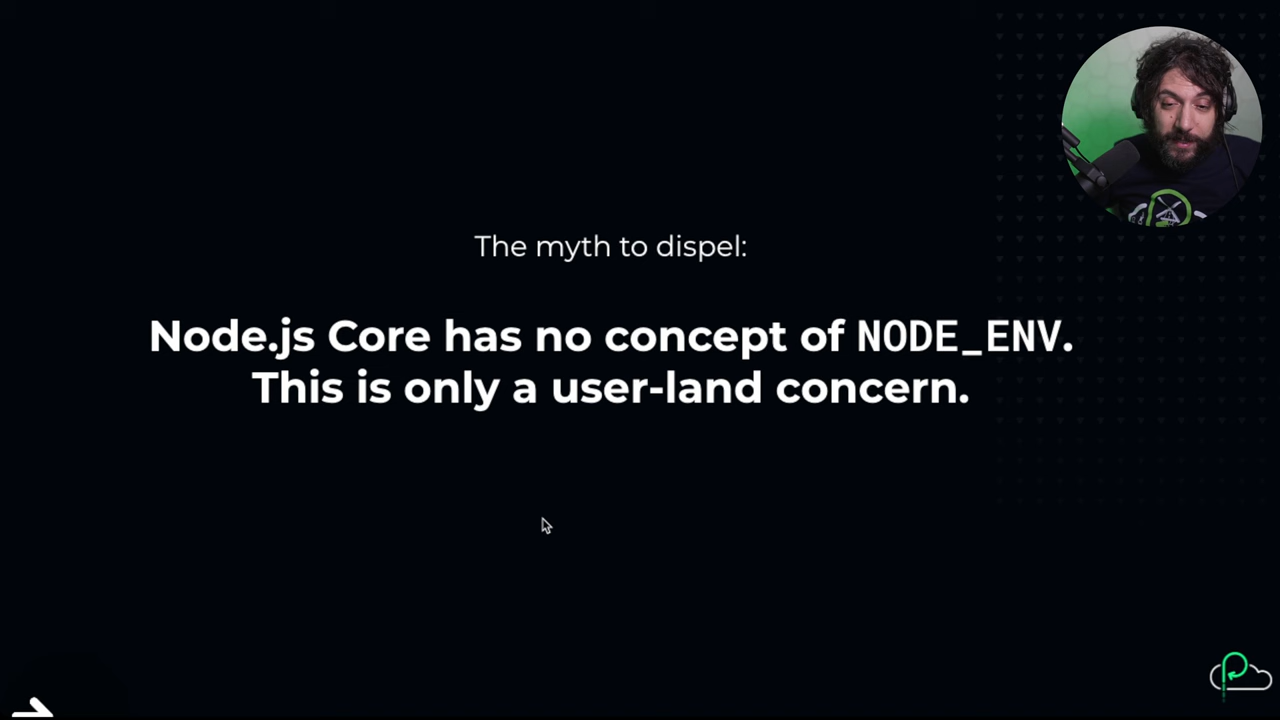 The myth to dispel:
Node.js Core has no concept of NODE_ENV.
This is only a user-land concern.